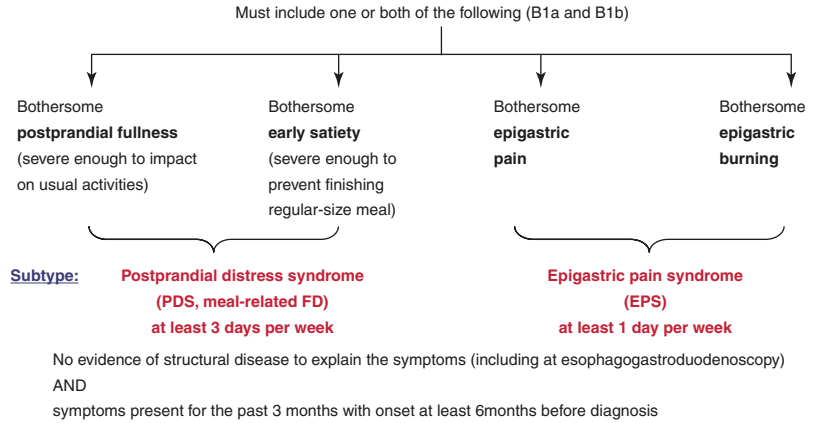 Must include one or both of the following (B1a and B1b)
Bothersome
postprandial fullness
(severe enough to impact
on usual activities)
Bothersome
early satiety
(severe enough to
prevent finishing
regular-size meal)
Bothersome
epigastric
pain
Bothersome
epigastric
burning
Subtype:
Postprandial distress syndrome
(PDS, meal-related FD)
at least 3 days per week
Epigastric pain syndrome
(EPS)
at least 1 day per week
No evidence of structural disease to explain the symptoms (including at esophagogastroduodenoscopy)
AND
symptoms present for the past 3 months with onset at least 6months before diagnosis